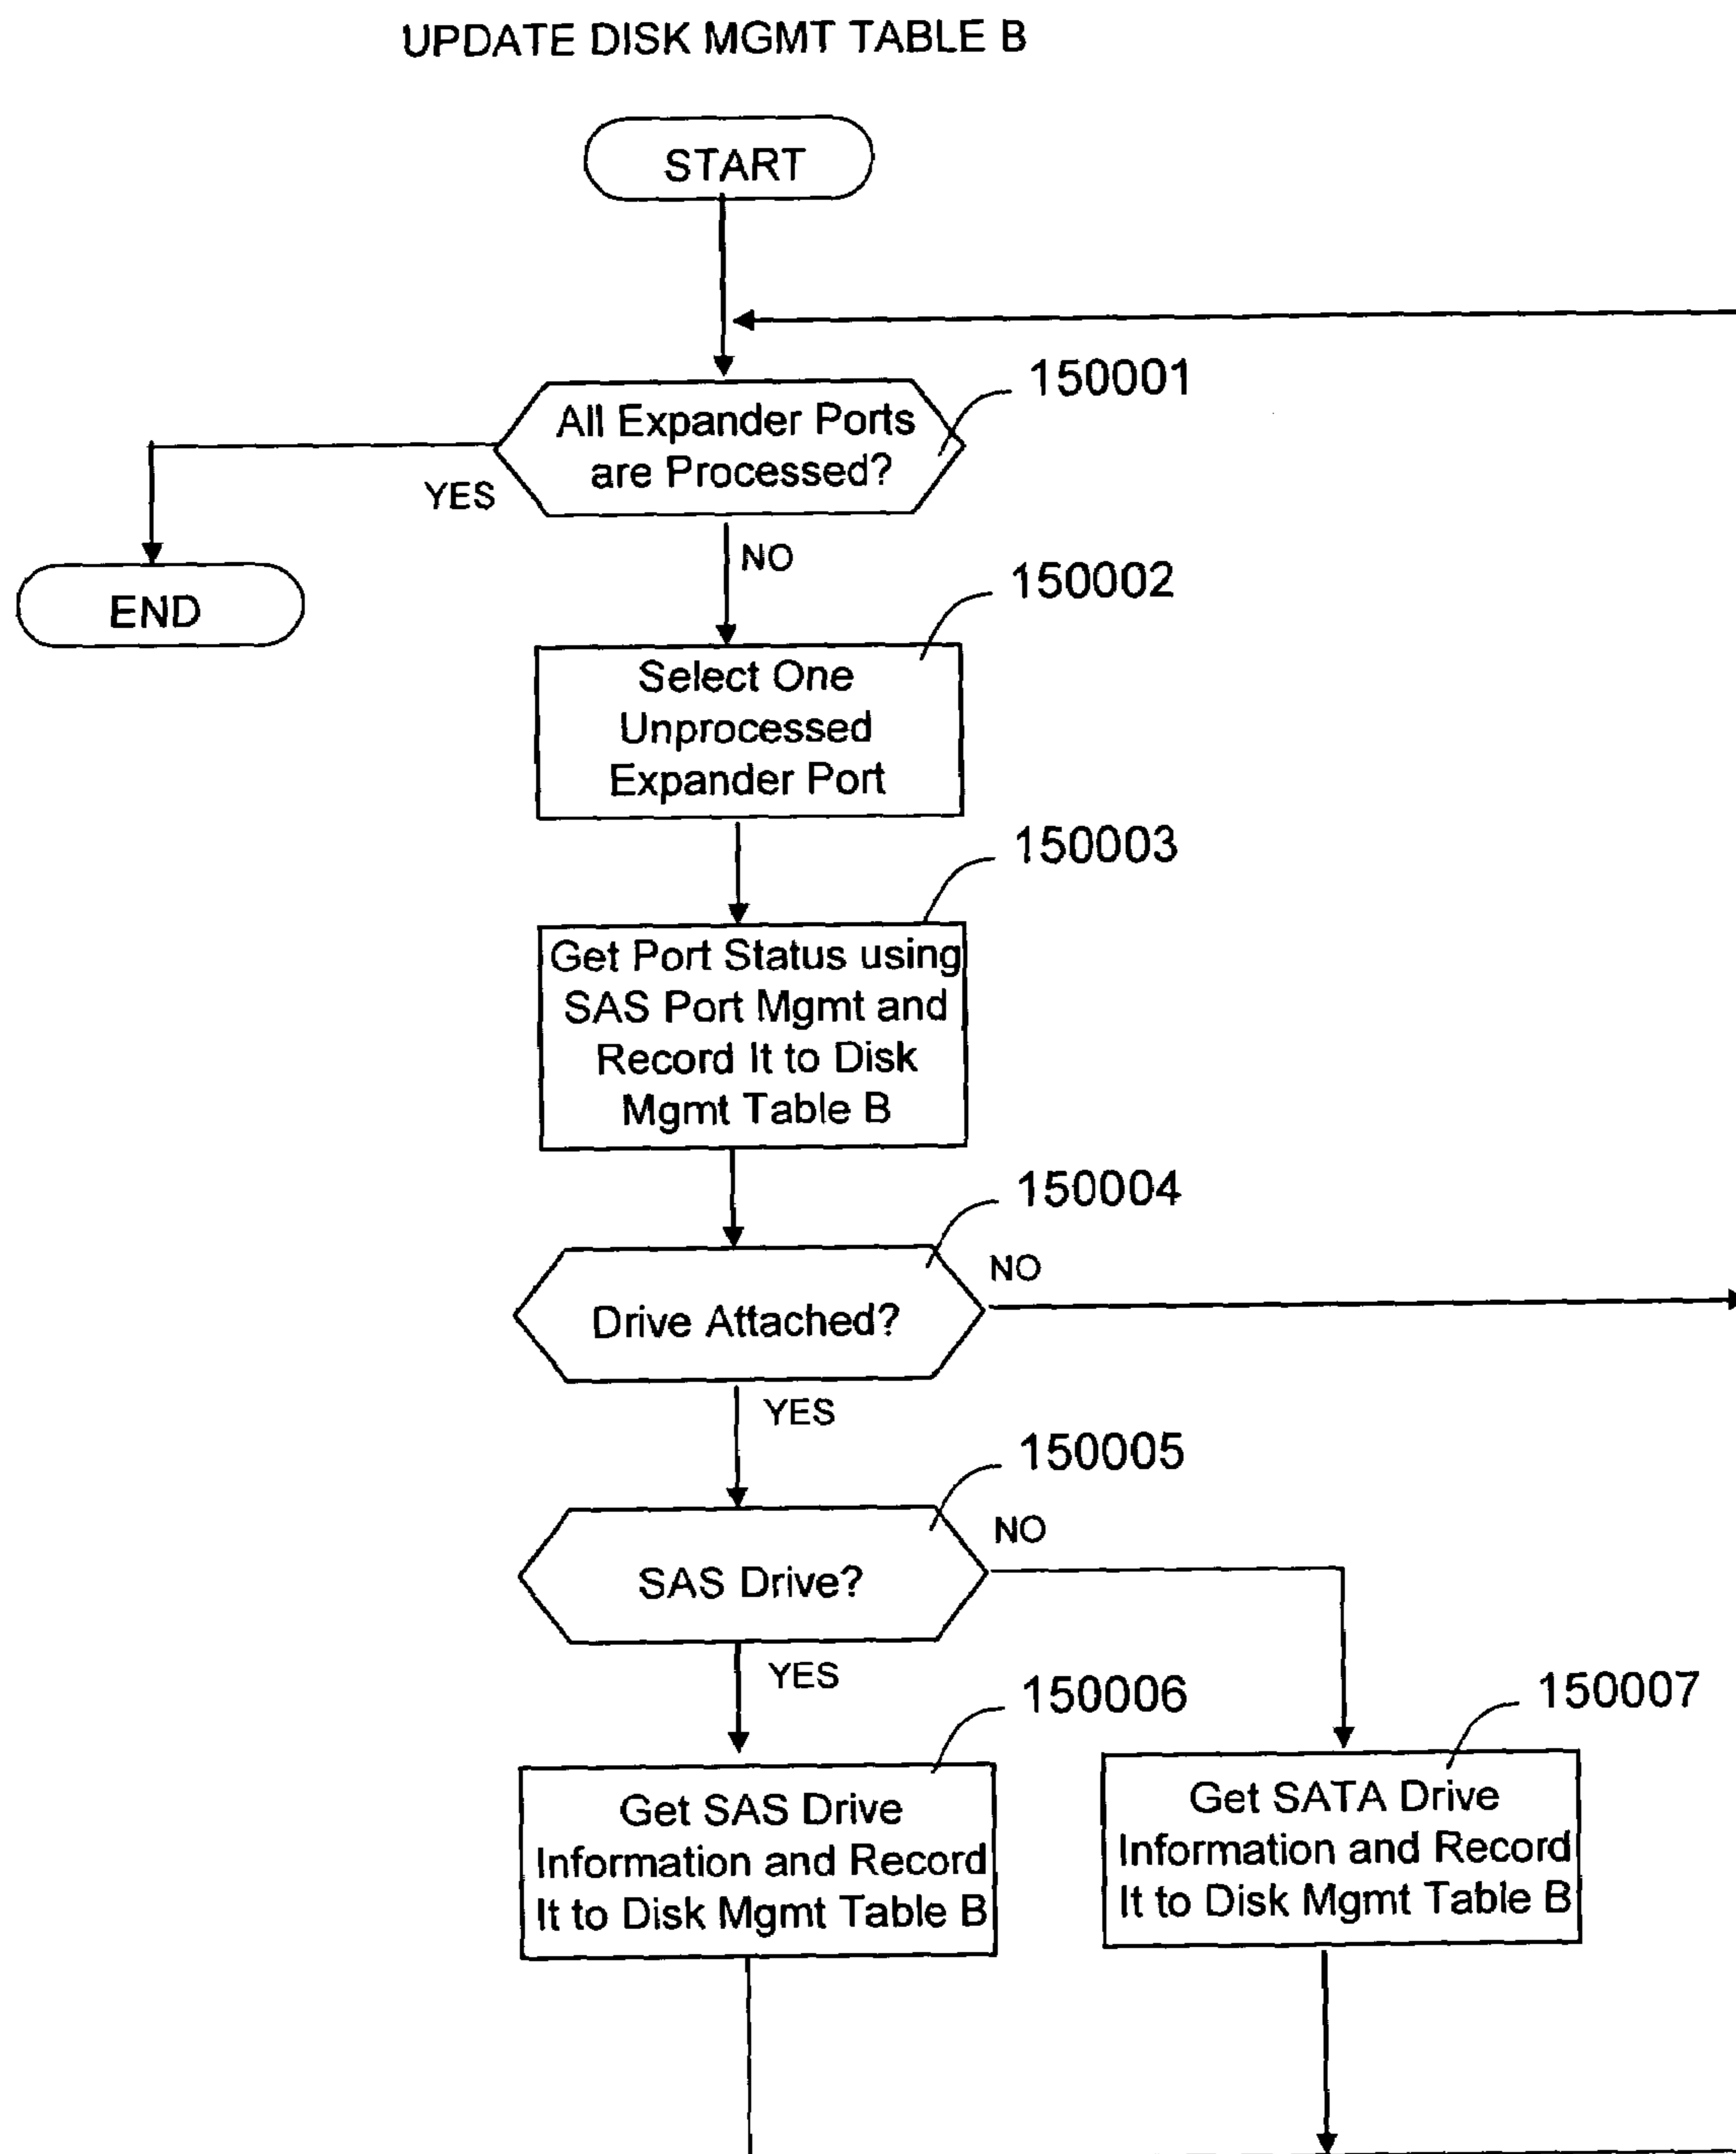 UPDATE DISK MGMT TABLE B
START
150001
All Expander Ports
are Processed?
YES
NO
END
150002
Select One
Unprocessed
Expander Port
150003
Get Port Status using
SAS Port Mgmt and
Record It to Disk
Mgmt Table B
150004
NO
Drive Attached?
YES
150005
NO
SAS Drive?
YES
150006
150007
Get SAS Drive
Information and Record
It to Disk Mgmt Table B
Get SATA Drive
Information and Record
It to Disk Mgmt Table B